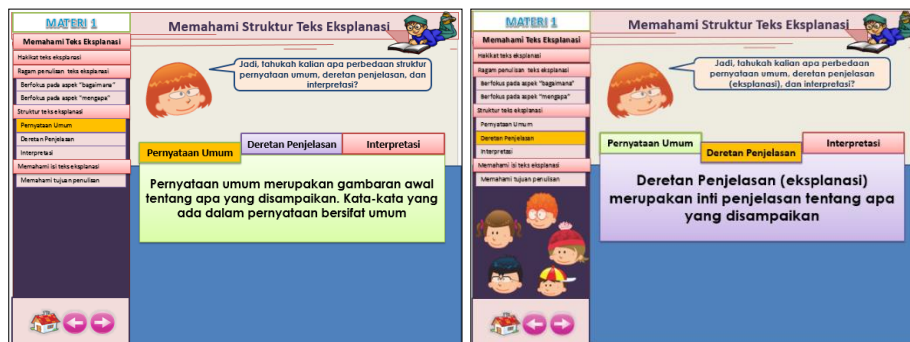 MATERI 1
Memahami Struktur Teks Eksplanasi
Memahami Teks Eksplanasi
Hakikat teks eksplanasi
Ragam penulisan teks eksplanasi
Berfokus pada aspek "bagaimana"
Berfokus pada aspek "mengapa"
Struktur teks eksplanasi
Pernyataan Umum
Deretan Penjelasan
Interpretasi
Memahami isi teks eksplanasi
Memahami tujuan penulisan
Jadi, tahukah kalian apa perbedaan struktur
pernyataan umum, deretan penjelasan, dan
interpretasi?
Pernyataan Umum
Deretan Penjelasan
Interpretasi
Pernyataan umum merupakan gambaran awal
tentang apa yang disampaikan. Kata-kata yang
ada dalam pernyataan bersifat umum
MATERI 1
Memahami Struktur Teks Eksplanasi
Memahami Teks Eksplanasi
Hakikat teks eksplanasi
Ragam penulisan teks eksplanasi
Berfokus pada aspek "bagaimana"
Berfokus pada aspek "mengapa"
Struktur teks eksplanasi
Pernyataan Umum
Deretan Penjelasan
Interpretasi
Memahami isi teks eksplanasi
Memahami tujuan penulisan
Jadi, tahukah kalian apa perbedaan
pernyataan umum, deretan penjelasan
(eksplanasi), dan interpretasi?
Pernyataan Umum
Deretan Penjelasan
Interpretasi
Deretan Penjelasan (eksplanasi)
merupakan inti penjelasan tentang apa
yang disampaikan